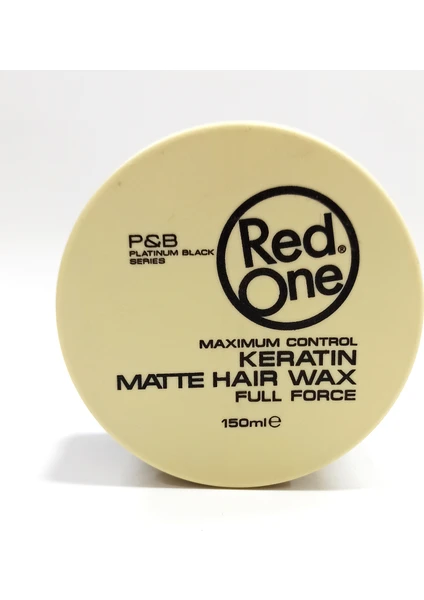 P&B
PLATINUM BLACK
SERIES
Red®
One
MAXIMUM CONTROL
KERATIN
MATTE HAIR WAX
FULL FORCE
150ml℮